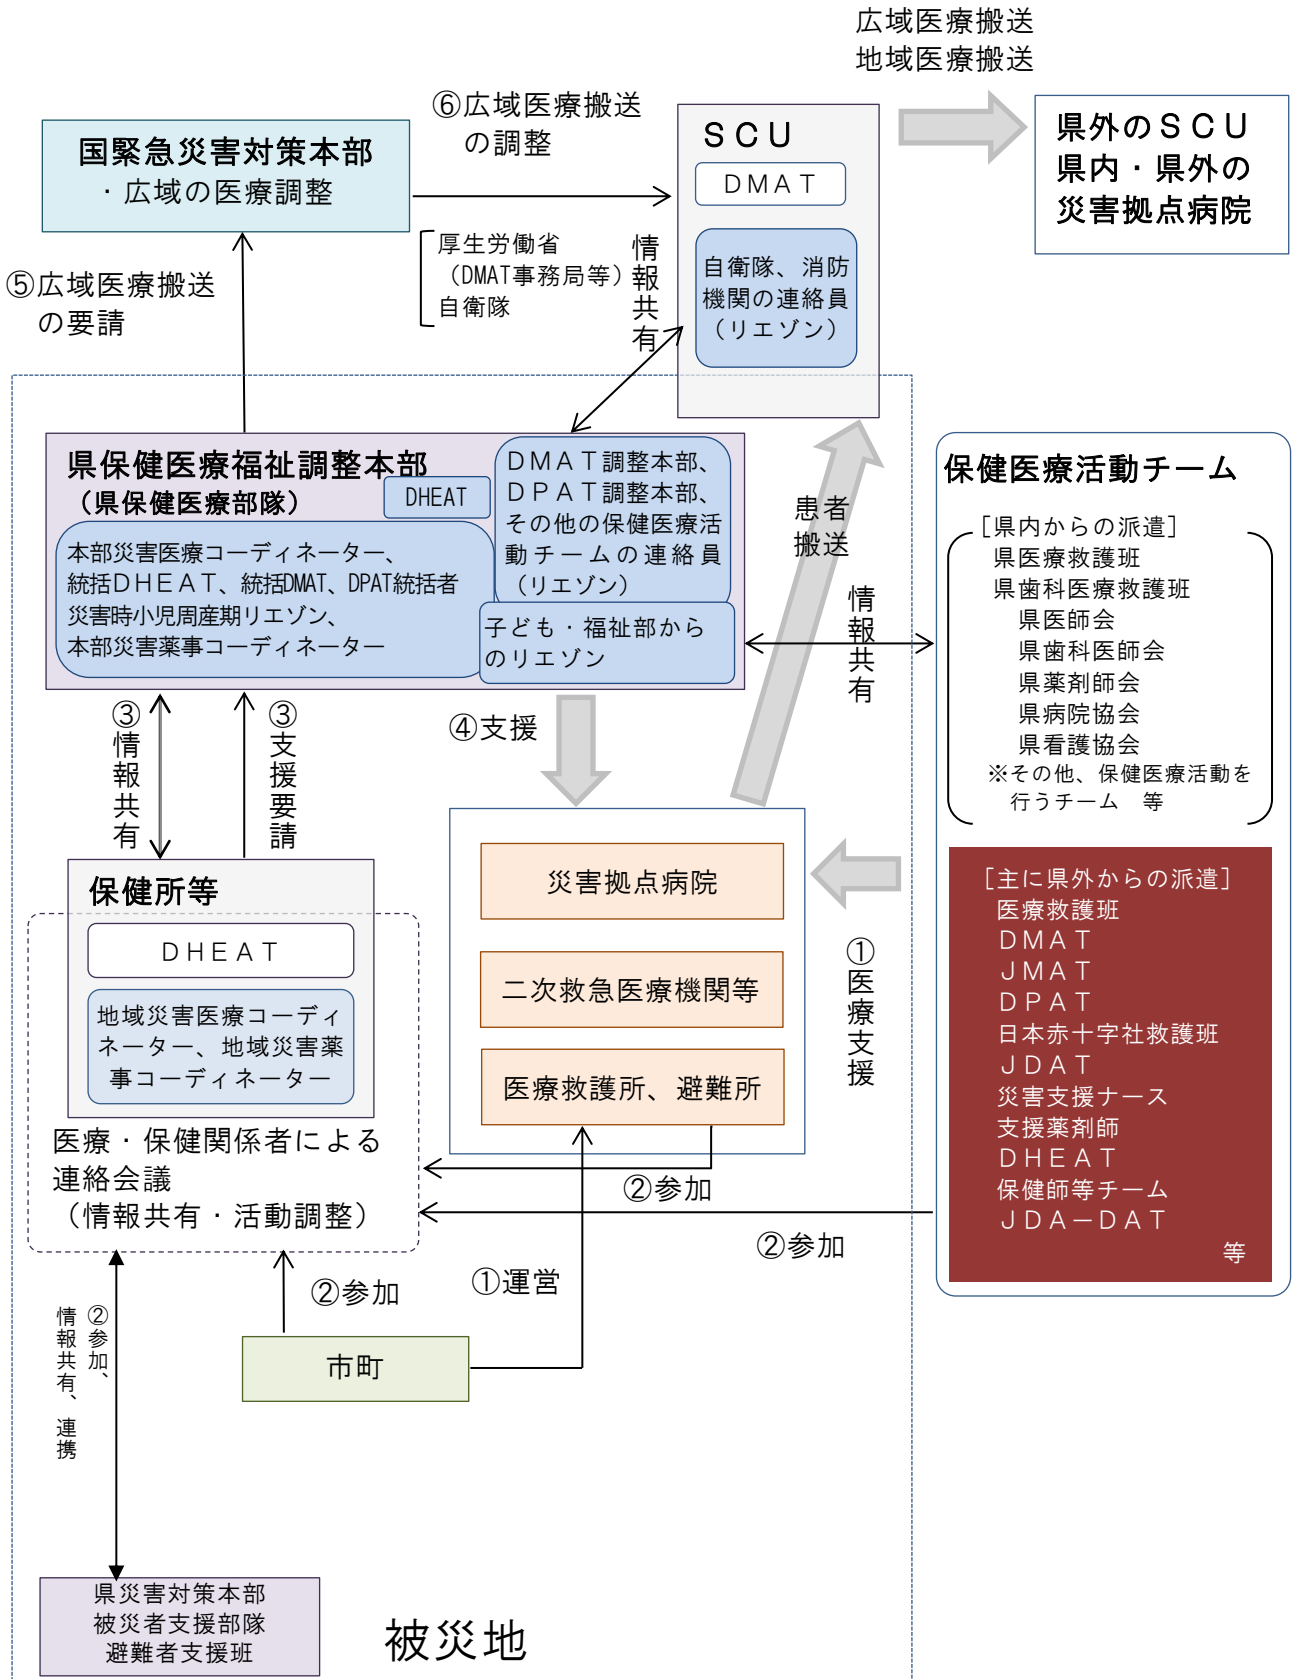 広域医療搬送
地域医療搬送
⑥広域医療搬送
の調整
国緊急災害対策本部
・広域の医療調整
ＳＣＵ
ＤＭＡＴ
自衛隊、消防
機関の連絡員
（リエゾン）
県外のＳＣＵ
県内・県外の
災害拠点病院
厚生労働省
（DMAT事務局等）
自衛隊
情報共有
⑤広域医療搬送
の要請
県保健医療福祉調整本部
（県保健医療部隊）
DHEAT
ＤＭＡＴ調整本部、
ＤＰＡＴ調整本部、
その他の保健医療活
動チームの連絡員
（リエゾン）
本部災害医療コーディネーター、
統括ＤＨＥＡＴ、統括DMAT、DPAT統括者
災害時小児周産期リエゾン、
本部災害薬事コーディネーター
子ども・福祉部から
のリエゾン
患者
搬送
情報共有
保健医療活動チーム
［県内からの派遣］
県医療救護班
県歯科医療救護班
県医師会
県歯科医師会
県薬剤師会
県病院協会
県看護協会
※その他、保健医療活動を
行うチーム　等
［主に県外からの派遣］
医療救護班
ＤＭＡＴ
ＪＭＡＴ
ＤＰＡＴ
日本赤十字社救護班
ＪＤＡＴ
災害支援ナース
支援薬剤師
ＤＨＥＡＴ
保健師等チーム
ＪＤＡ－ＤＡＴ
等
③情報共有
③支援要請
④支援
災害拠点病院
二次救急医療機関等
医療救護所、避難所
①医療支援
保健所等
ＤＨＥＡＴ
地域災害医療コーディ
ネーター、地域災害薬
事コーディネーター
医療・保健関係者による
連絡会議
（情報共有・活動調整）
②参加
②参加
②参加
①運営
市町
②参加、
情報共有、連携
県災害対策本部
被災者支援部隊
避難者支援班
被災地